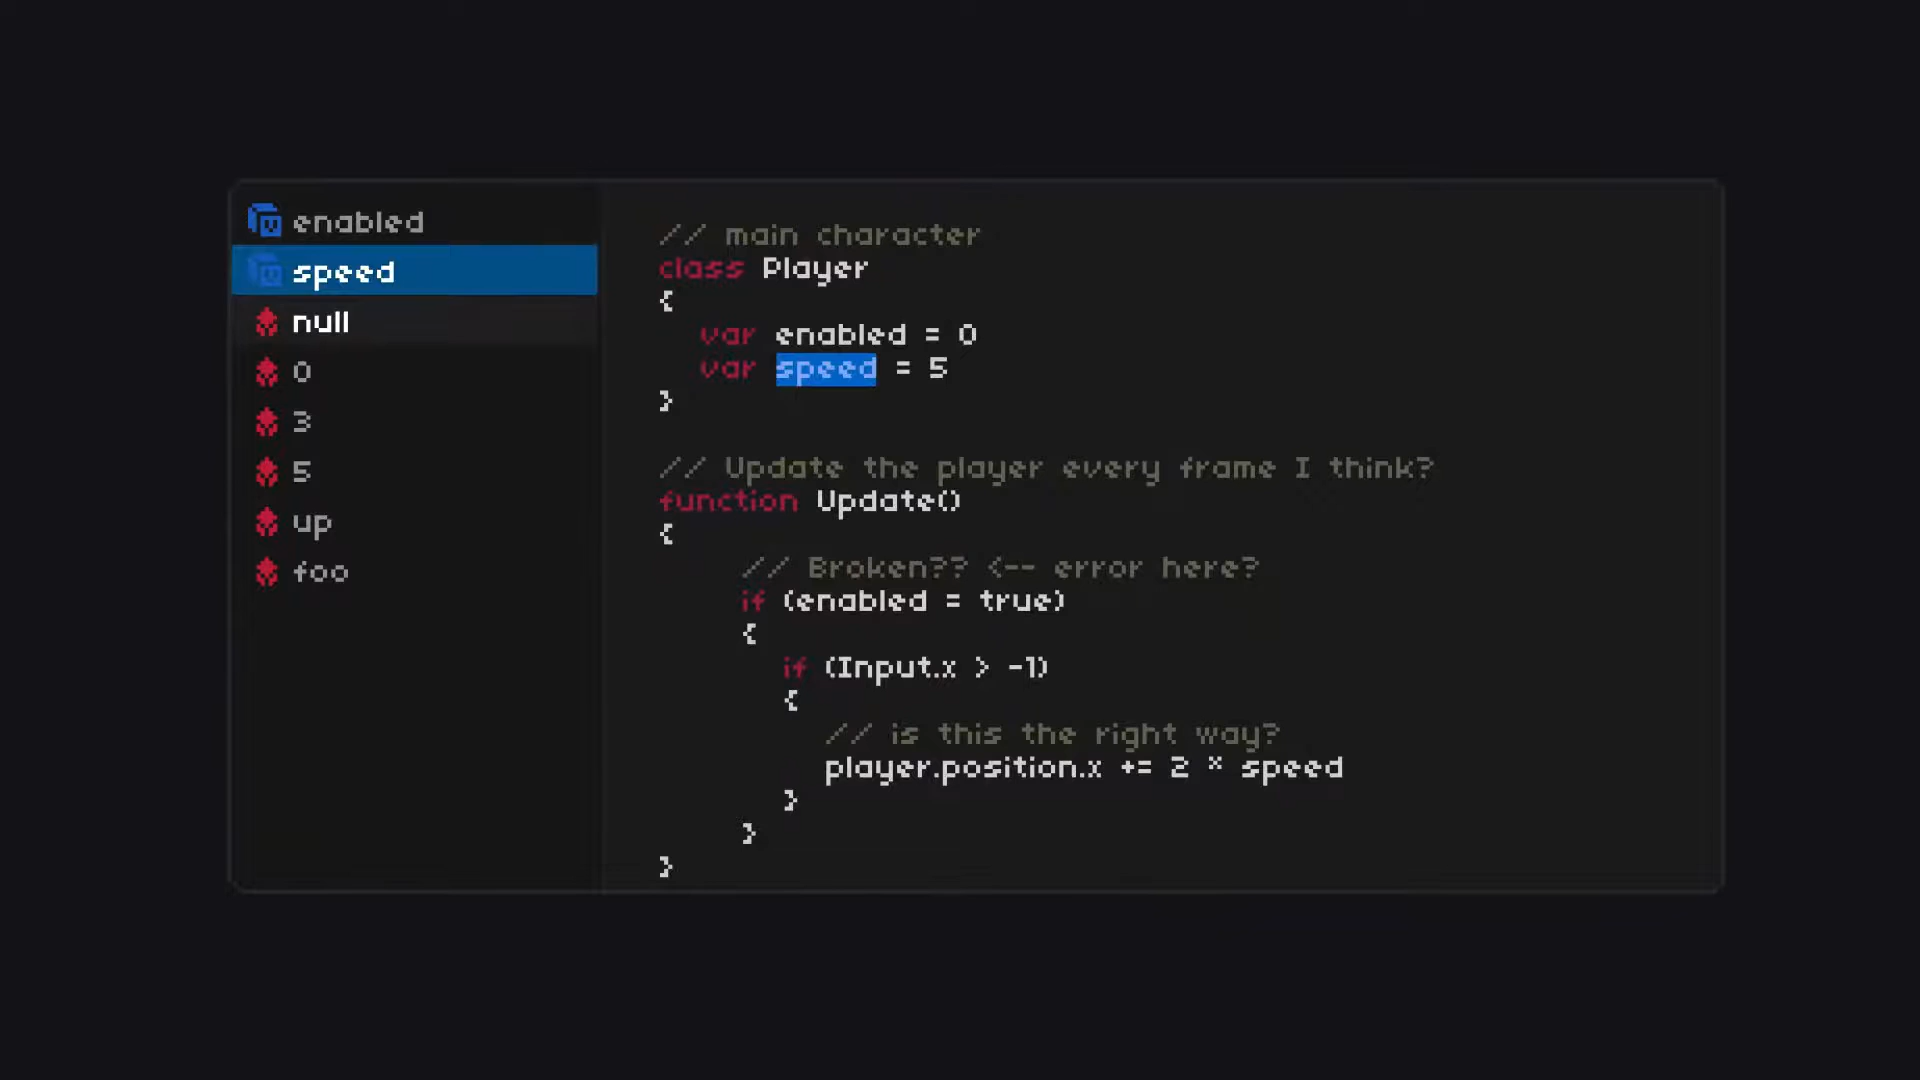 enabled
speed
null
0
3
5
up
foo
// main character
class Player
{
var enabled = 0
var speed = 5
}
// Update the player every frame I think?
function Update()
{
// Broken?? <-- error here?
if (enabled = true)
{
if (Input.x > -1)
{
// is this the right way?
player.position.x += 2 * speed
}
}
}